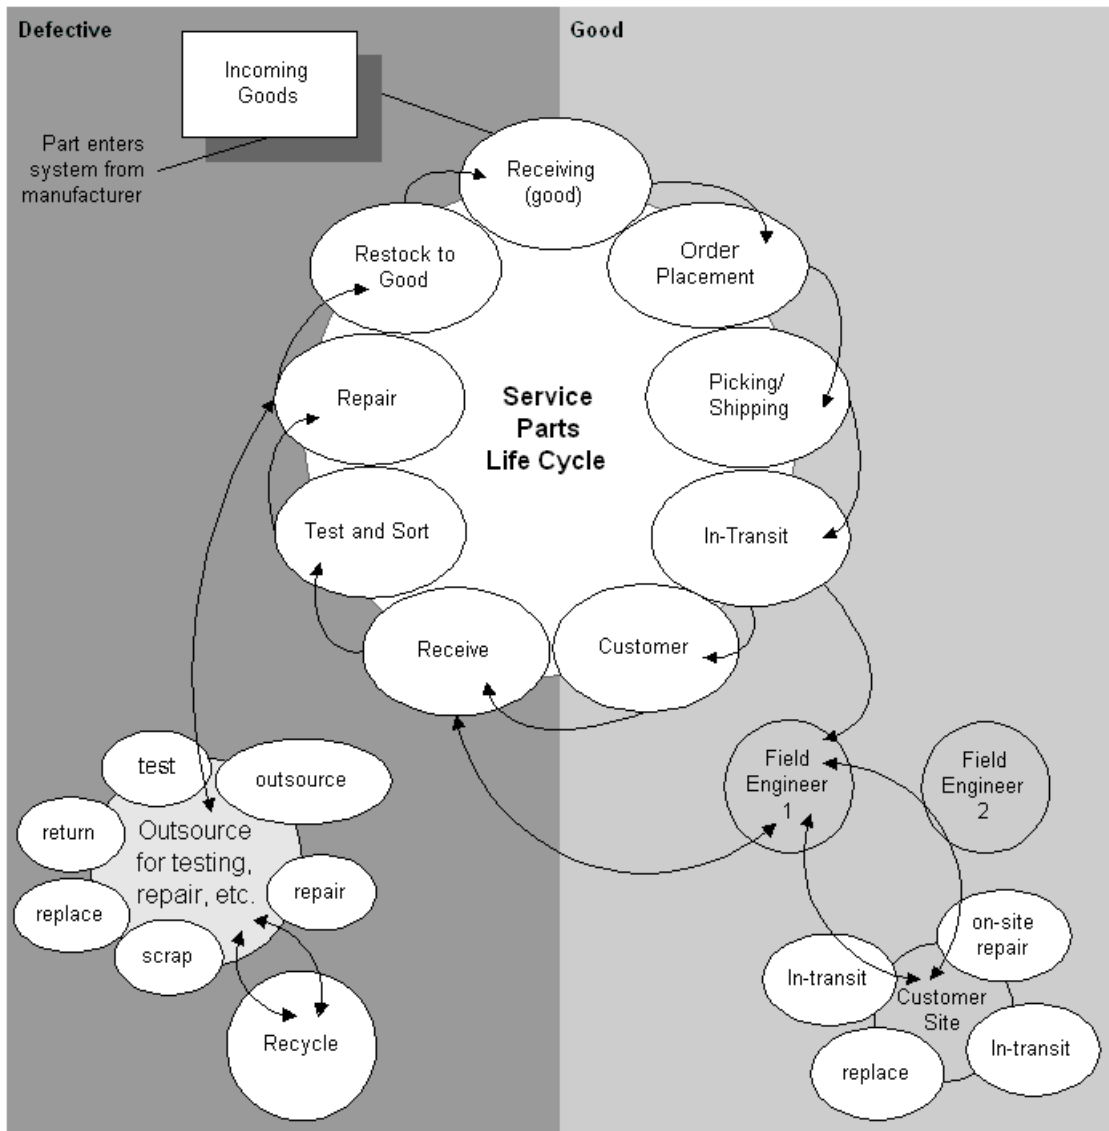 Defective
Good
Incoming
Goods
Part enters
system from
manufacturer
Receiving
(good)
Restock to
Good
Order
Placement
Repair
Picking/
Shipping
Service
Parts
Life Cycle
Test and Sort
In-Transit
Receive
Customer
test
outsource
return
Outsource
for testing,
repair, etc.
repair
replace
scrap
Recycle
Field
Engineer
1
Field
Engineer
2
on-site
repair
In-transit
Customer
Site
In-transit
replace